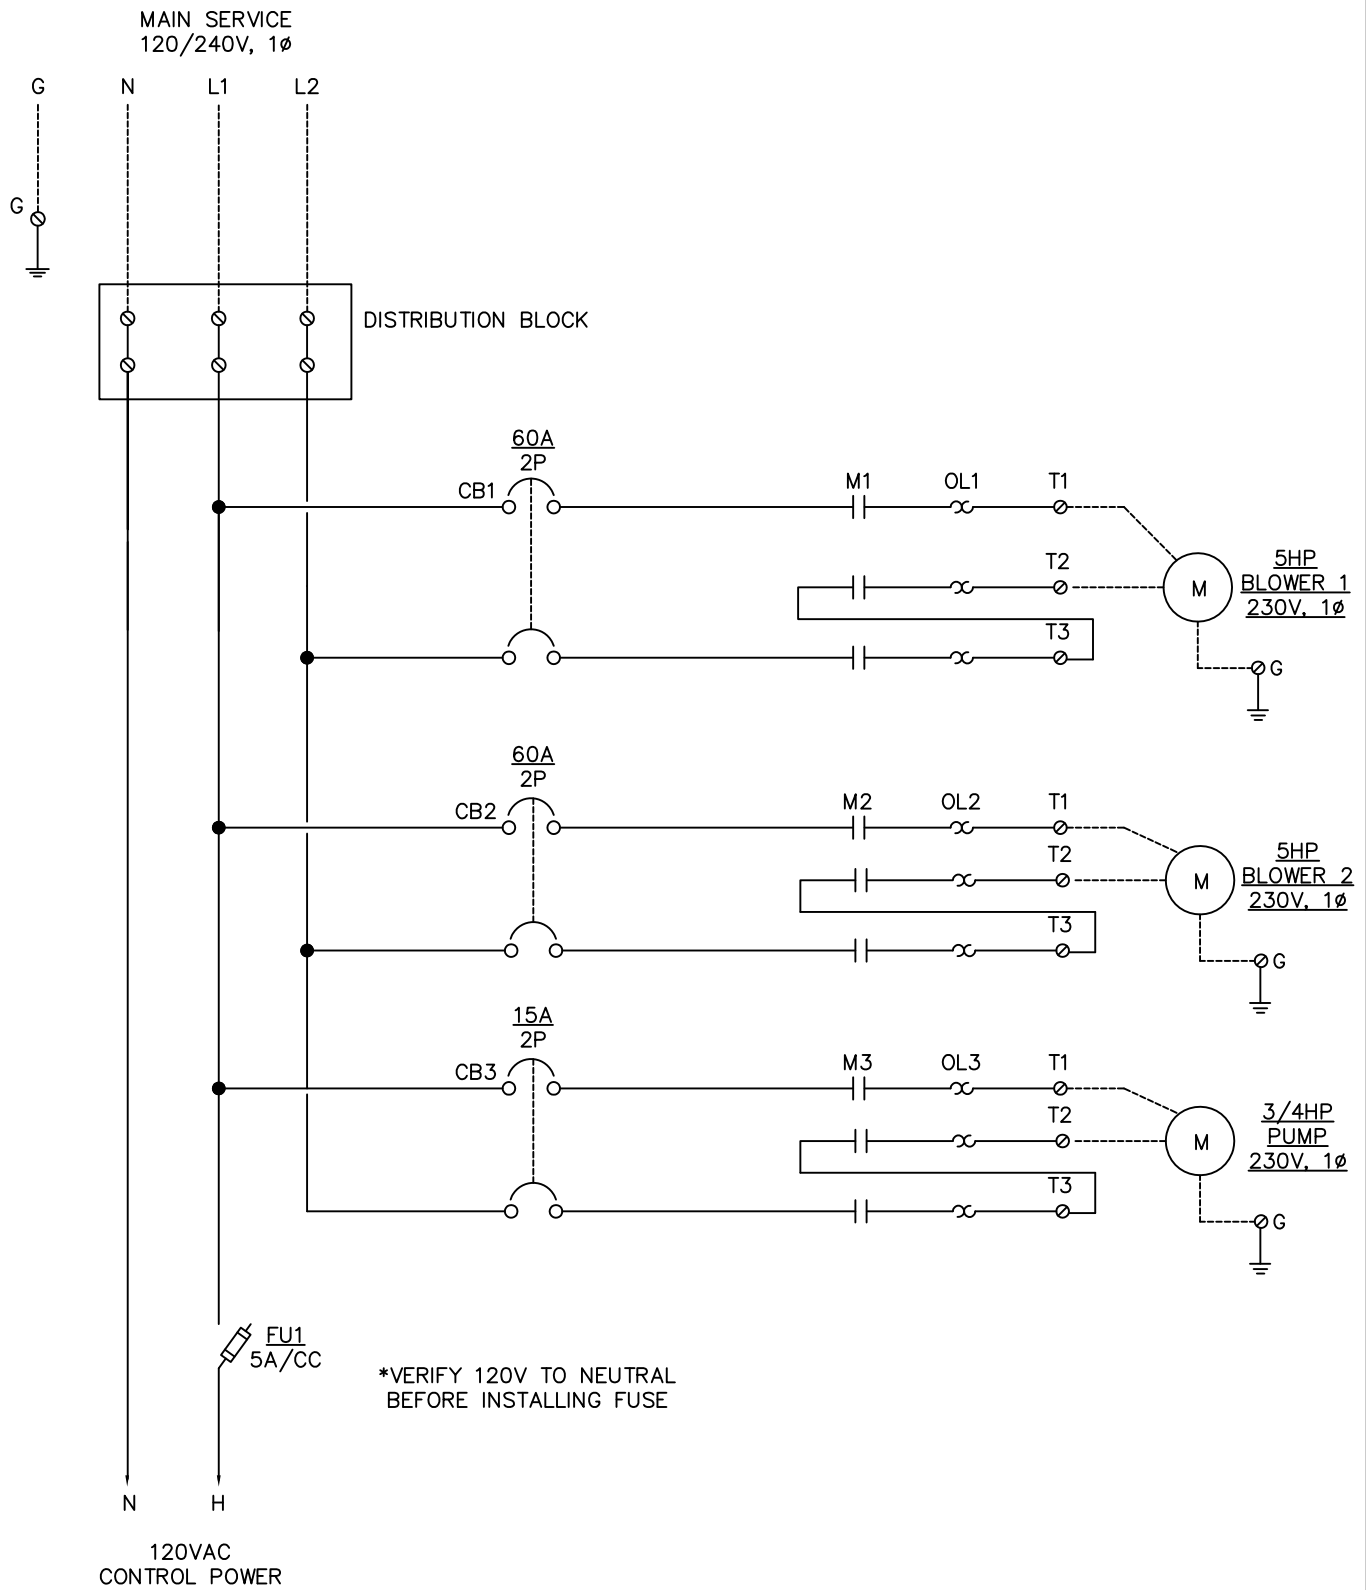 MAIN SERVICE
120/240V, 1ø
G N L1 L2
G
DISTRIBUTION BLOCK
60A
2P
CB1 M1 OL1 T1
T2
T3
M
5HP
BLOWER 1
230V, 1ø
G
60A
2P
CB2 M2 OL2 T1
T2
T3
M
5HP
BLOWER 2
230V, 1ø
G
15A
2P
CB3 M3 OL3 T1
T2
T3
M
3/4HP
PUMP
230V, 1ø
G
FU1
5A/CC
*VERIFY 120V TO NEUTRAL
BEFORE INSTALLING FUSE
N H
120VAC
CONTROL POWER